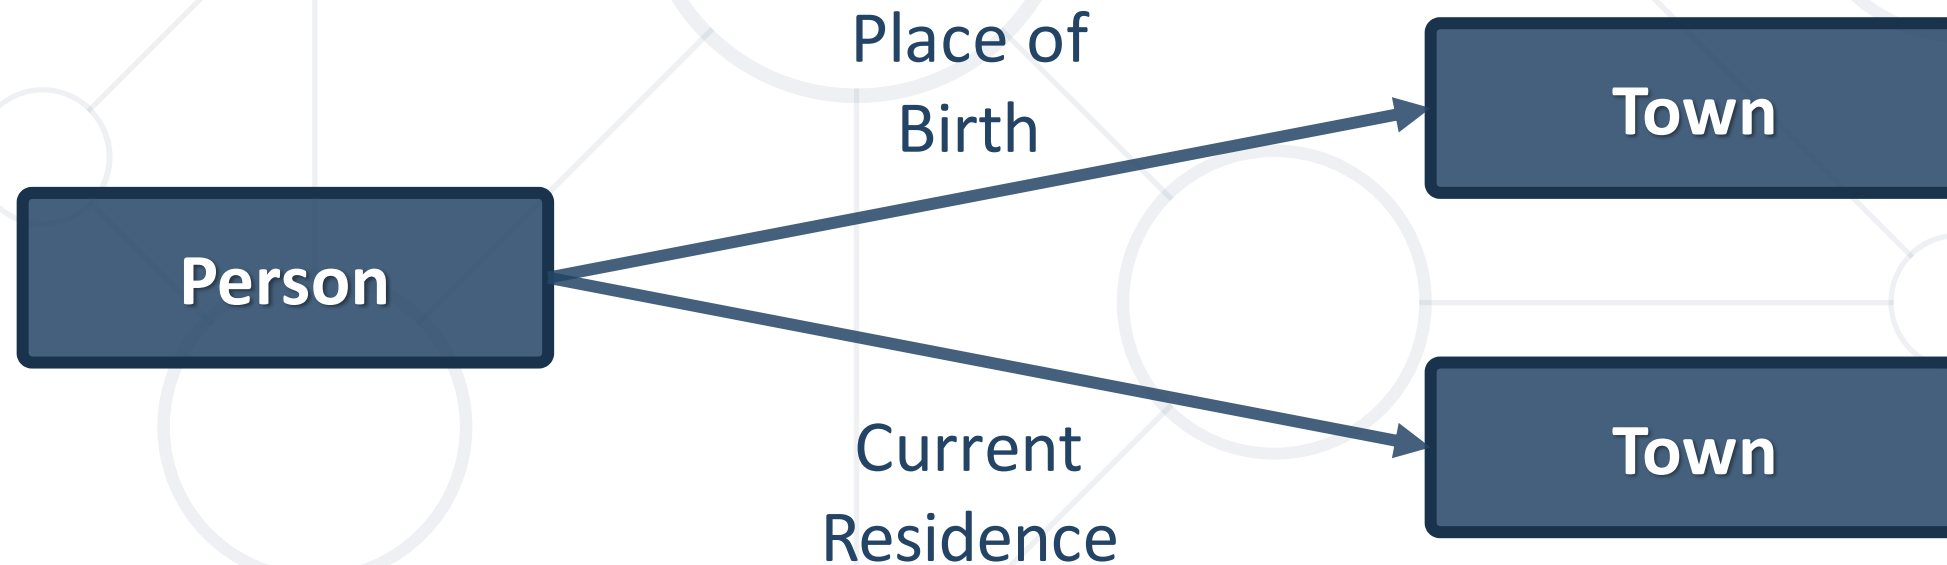 Place of
Birth
Town
Person
Current
Residence
Town